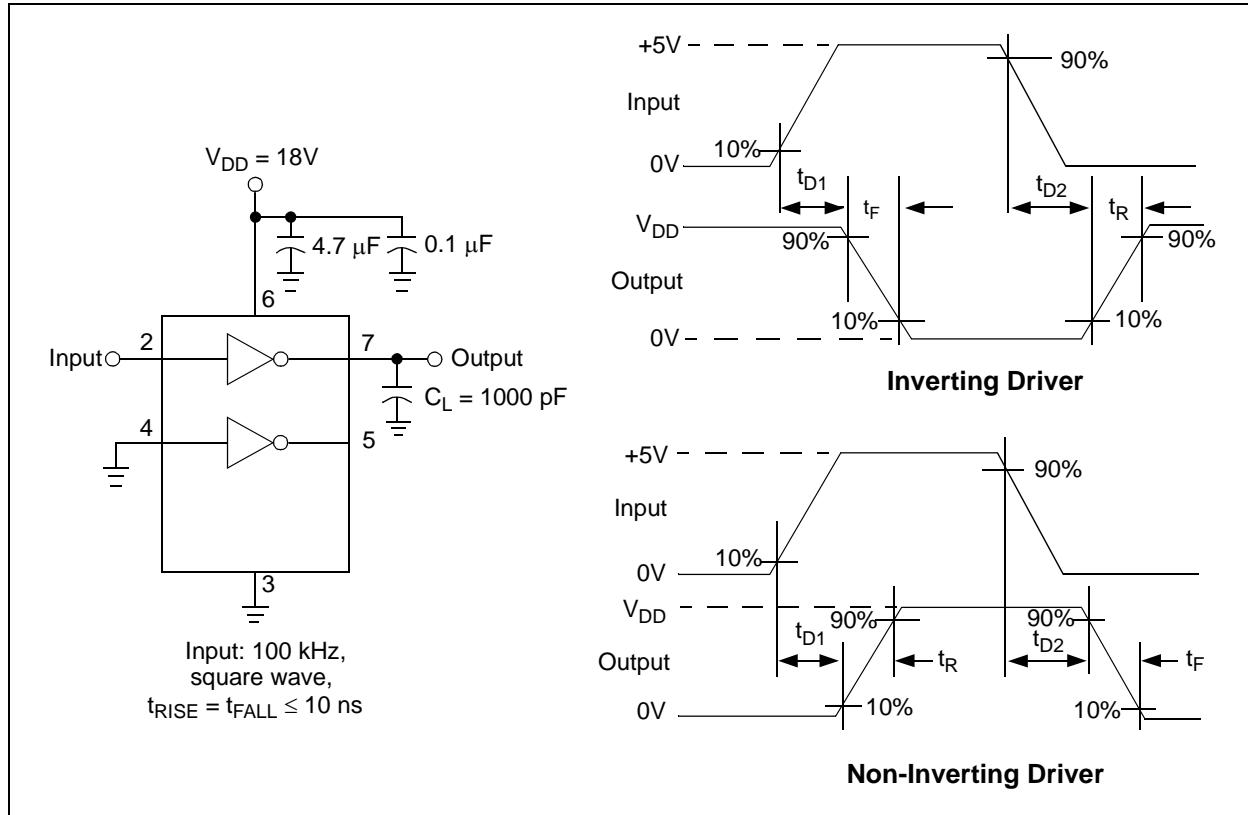 V_DD = 18V
4.7 μF
0.1 μF
6
Input
2
7
Output
C_L = 1000 pF
4
5
3
Input: 100 kHz,
square wave,
t_RISE = t_FALL ≤ 10 ns
+5V
90%
Input
10%
0V
t_D1
t_F
t_D2
t_R
V_DD
90%
90%
Output
10%
10%
0V
Inverting Driver
+5V
90%
Input
10%
0V
V_DD
90%
90%
t_D1
t_D2
Output
t_R
t_F
0V
10%
10%
Non-Inverting Driver